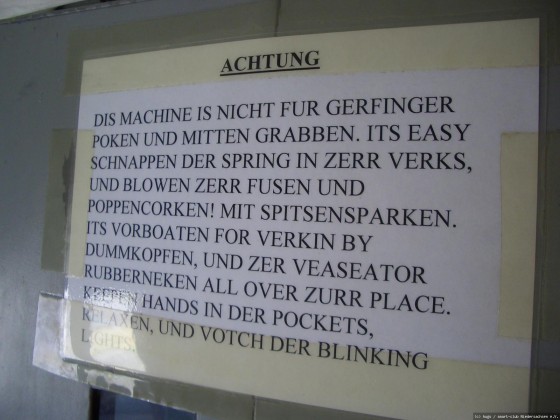 ACHTUNG
DIS MACHINE IS NICHT FUR GERFINGER
POKEN UND MITTEN GRABBEN. ITS EASY
SCHNAPPEN DER SPRING IN ZERR VERKS,
UND BLOWEN ZERR FUSEN UND
POPPENCORKEN! MIT SPITSENSPARKEN.
ITS VORBOATEN FOR VERKIN BY
DUMMKOPFEN, UND ZER VEASEATOR
RUBBERNEKEN ALL OVER ZURR PLACE.
KEEPEN HANDS IN DER POCKETS,
RELAXEN, UND VOTCH DER BLINKING
LIGHTS.